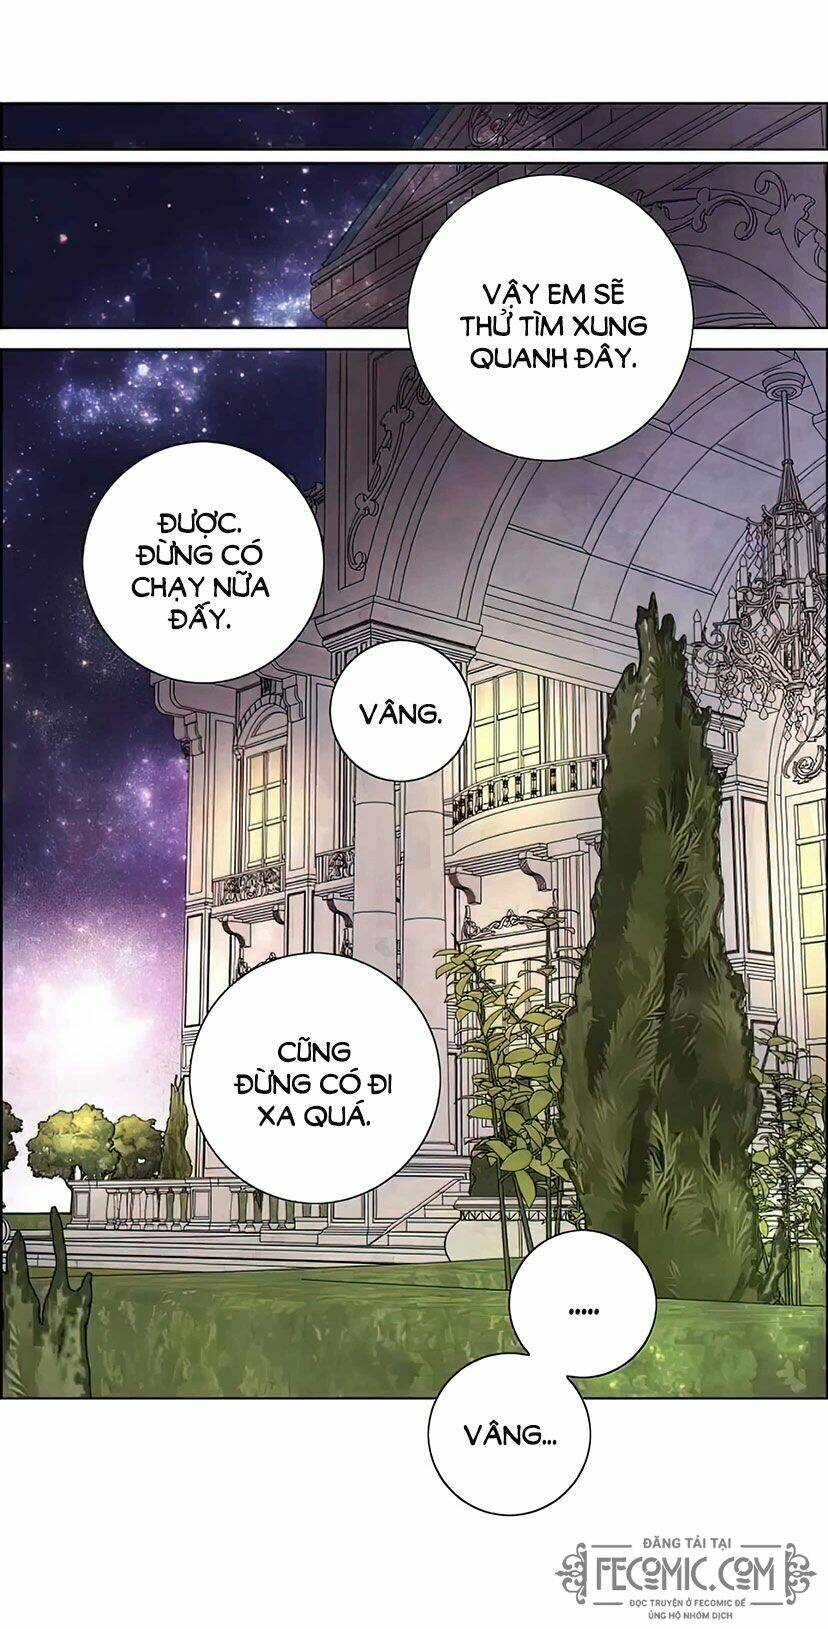 VẬY EM SẼ
THỬ TÌM XUNG
QUANH ĐÂY.
ĐƯỢC.
ĐỪNG CÓ
CHẠY NỮA
ĐẤY.
VÂNG.
CŨNG
ĐỪNG CÓ ĐI
XA QUÁ.
.....
VÂNG...
ĐĂNG TẢI TẠI
FECOMIC.COM
ĐỌC TRUYỆN Ở FECOMIC ĐỂ
ỦNG HỘ NHÓM DỊCH